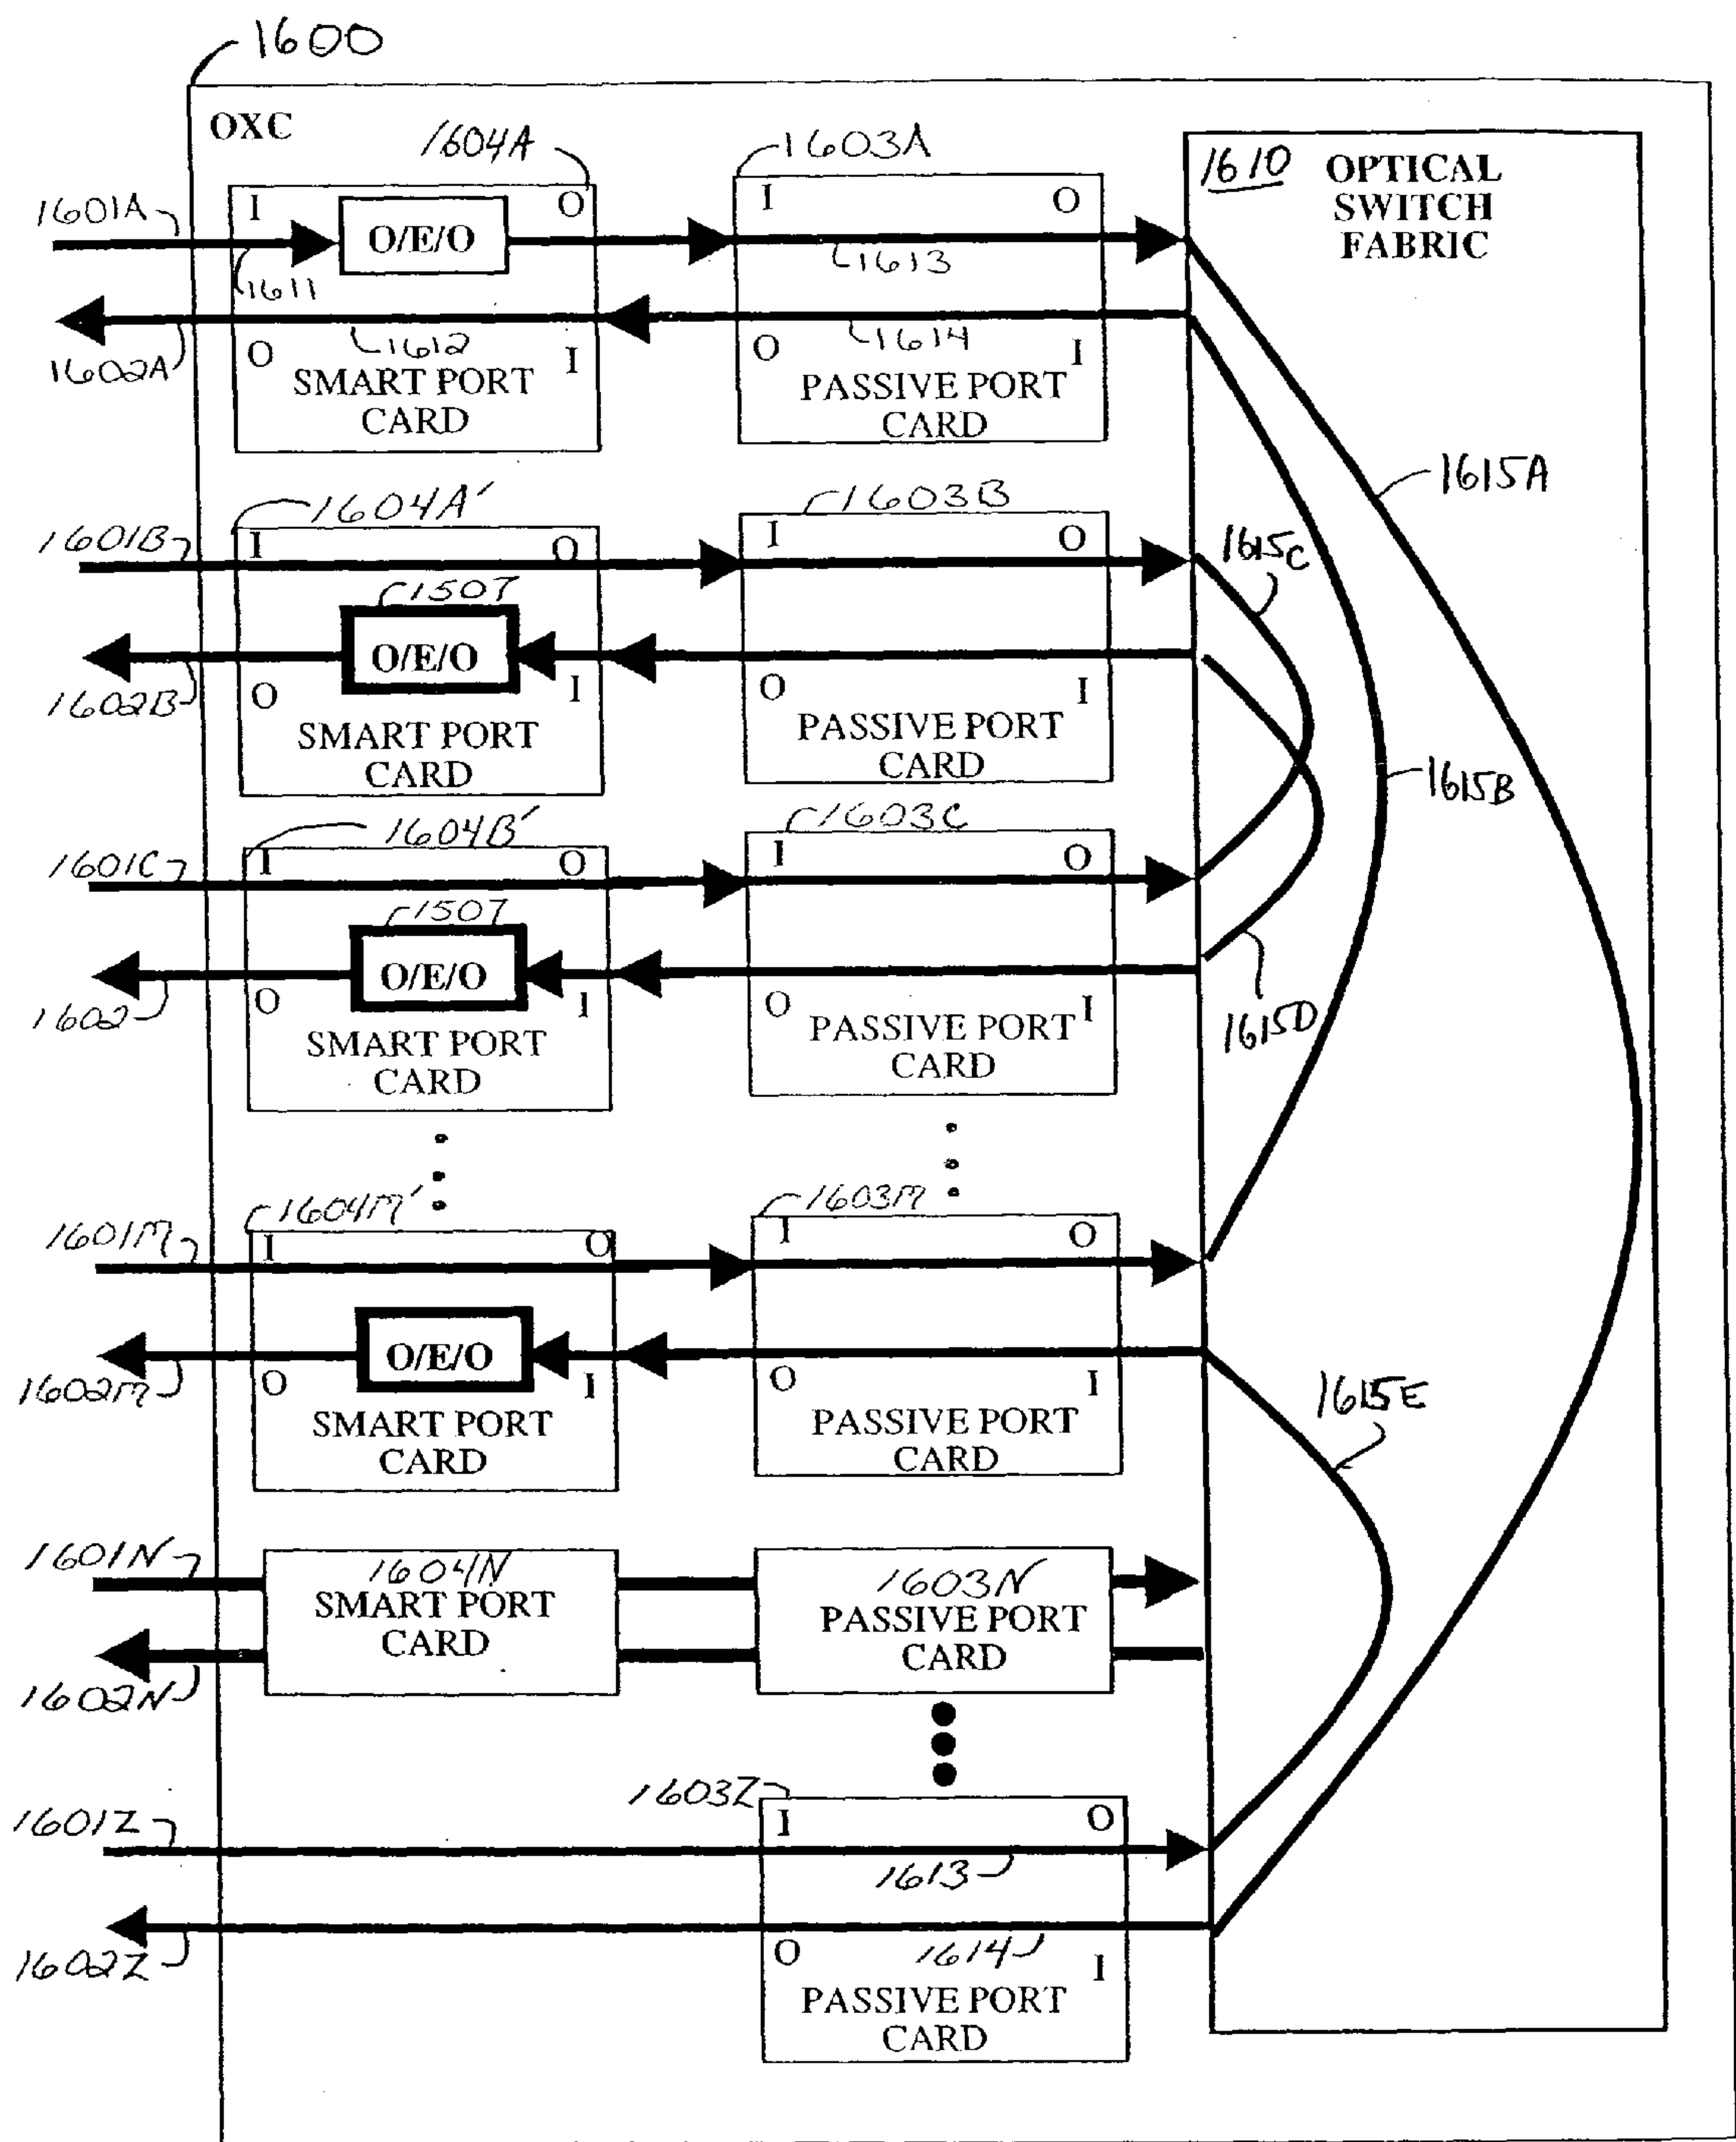 1600
OXC
1604A
1603A
1610 OPTICAL
SWITCH
FABRIC
1601A
I
O/E/O
O
I
O
1611
1613
1602A
O
1612
I
O
1614
I
SMART PORT
CARD
PASSIVE PORT
CARD
1615A
1604A'
1603B
1601B
I
O
I
O
1615C
1507
O/E/O
1602B
O
I
O
I
SMART PORT
CARD
PASSIVE PORT
CARD
1615B
1604B'
1603C
1601C
I
O
I
O
1507
O/E/O
1602
O
I
O
I
SMART PORT
CARD
PASSIVE PORT
CARD
1615D
1604M'
1603M
1601M
I
O
I
O
O/E/O
1602M
O
I
O
I
SMART PORT
CARD
PASSIVE PORT
CARD
1615E
1601N
1604N
SMART PORT
CARD
1603N
PASSIVE PORT
CARD
1602N
1603Z
1601Z
I
O
1613
1602Z
O
1614
I
PASSIVE PORT
CARD